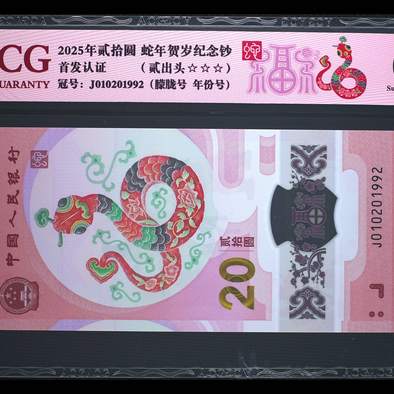 CG
UARANTY
2025年贰拾圆 蛇年贺岁纪念钞
首发认证 （贰出头☆☆☆）
冠号：J010201992（朦胧号 年份号）
福
中国人民银行
贰拾圆
20
J010201992